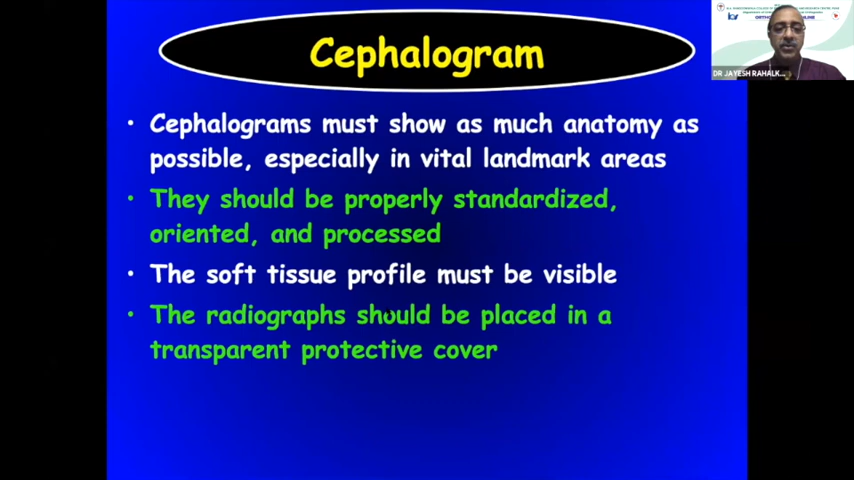 Cephalogram
• Cephalograms must show as much anatomy as
possible, especially in vital landmark areas
• They should be properly standardized,
oriented, and processed
• The soft tissue profile must be visible
• The radiographs should be placed in a
transparent protective cover
DR JAYESH RAHALK...